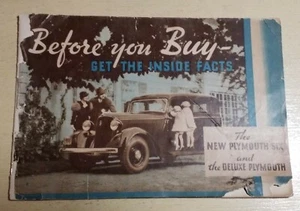 Before you Buy—
GET THE INSIDE FACTS
The
NEW PLYMOUTH SIX
and
the DELUXE PLYMOUTH